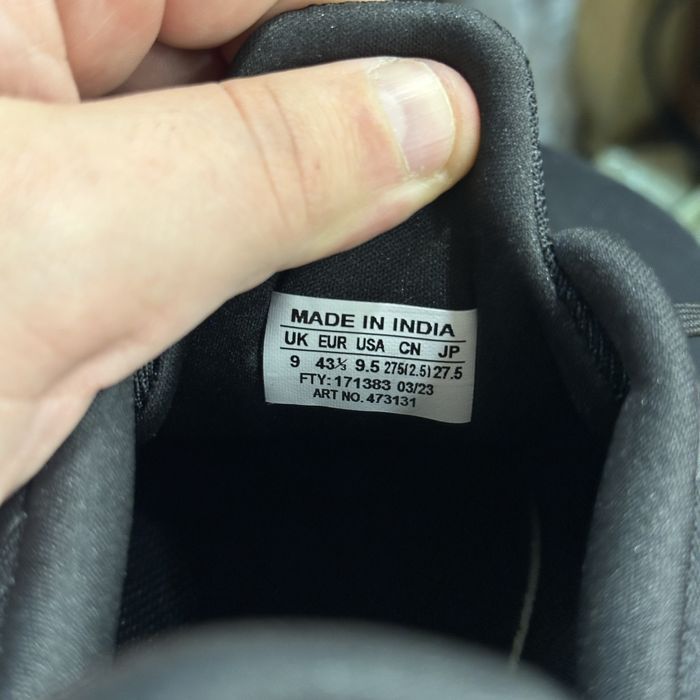 MADE IN INDIA
UK EUR USA CN JP
9 43⅓ 9.5 275(2.5) 27.5
FTY: 171383 03/23
ART NO. 473131